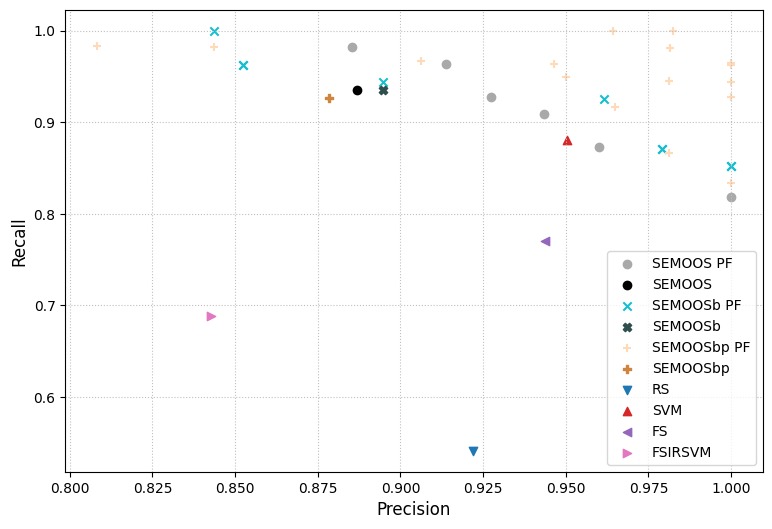 1.0
0.9
0.8
0.7
0.6
Recall
0.800 0.825 0.850 0.875 0.900 0.925 0.950 0.975 1.000
Precision
SEMOOS PF
SEMOOS
SEMOOSb PF
SEMOOSb
SEMOOSbp PF
SEMOOSbp
RS
SVM
FS
FSIRSVM